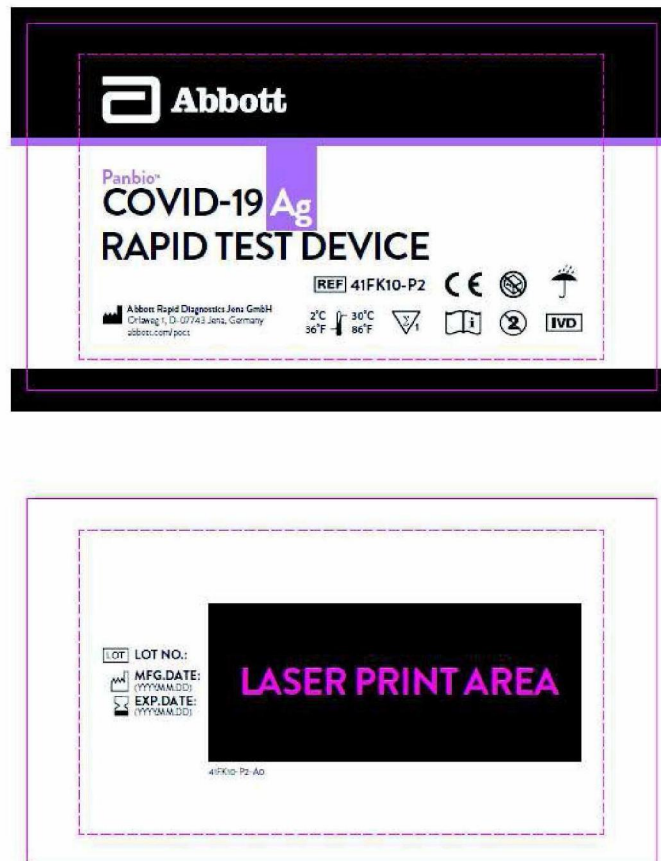 Abbott
Panbio™
COVID-19 Ag
RAPID TEST DEVICE
REF 41FK10-P2 CE
Abbott Rapid Diagnostics Jena GmbH
Orlaweg 1, D-07743 Jena, Germany
abbott.com/poct
2°C 30°C
36°F 86°F
Σ 1
i
2
IVD
LOT LOT NO.:
MFG.DATE:
(YYYY.MM.DD)
EXP.DATE:
(YYYY.MM.DD)
LASER PRINT AREA
41FK10-P2-A0